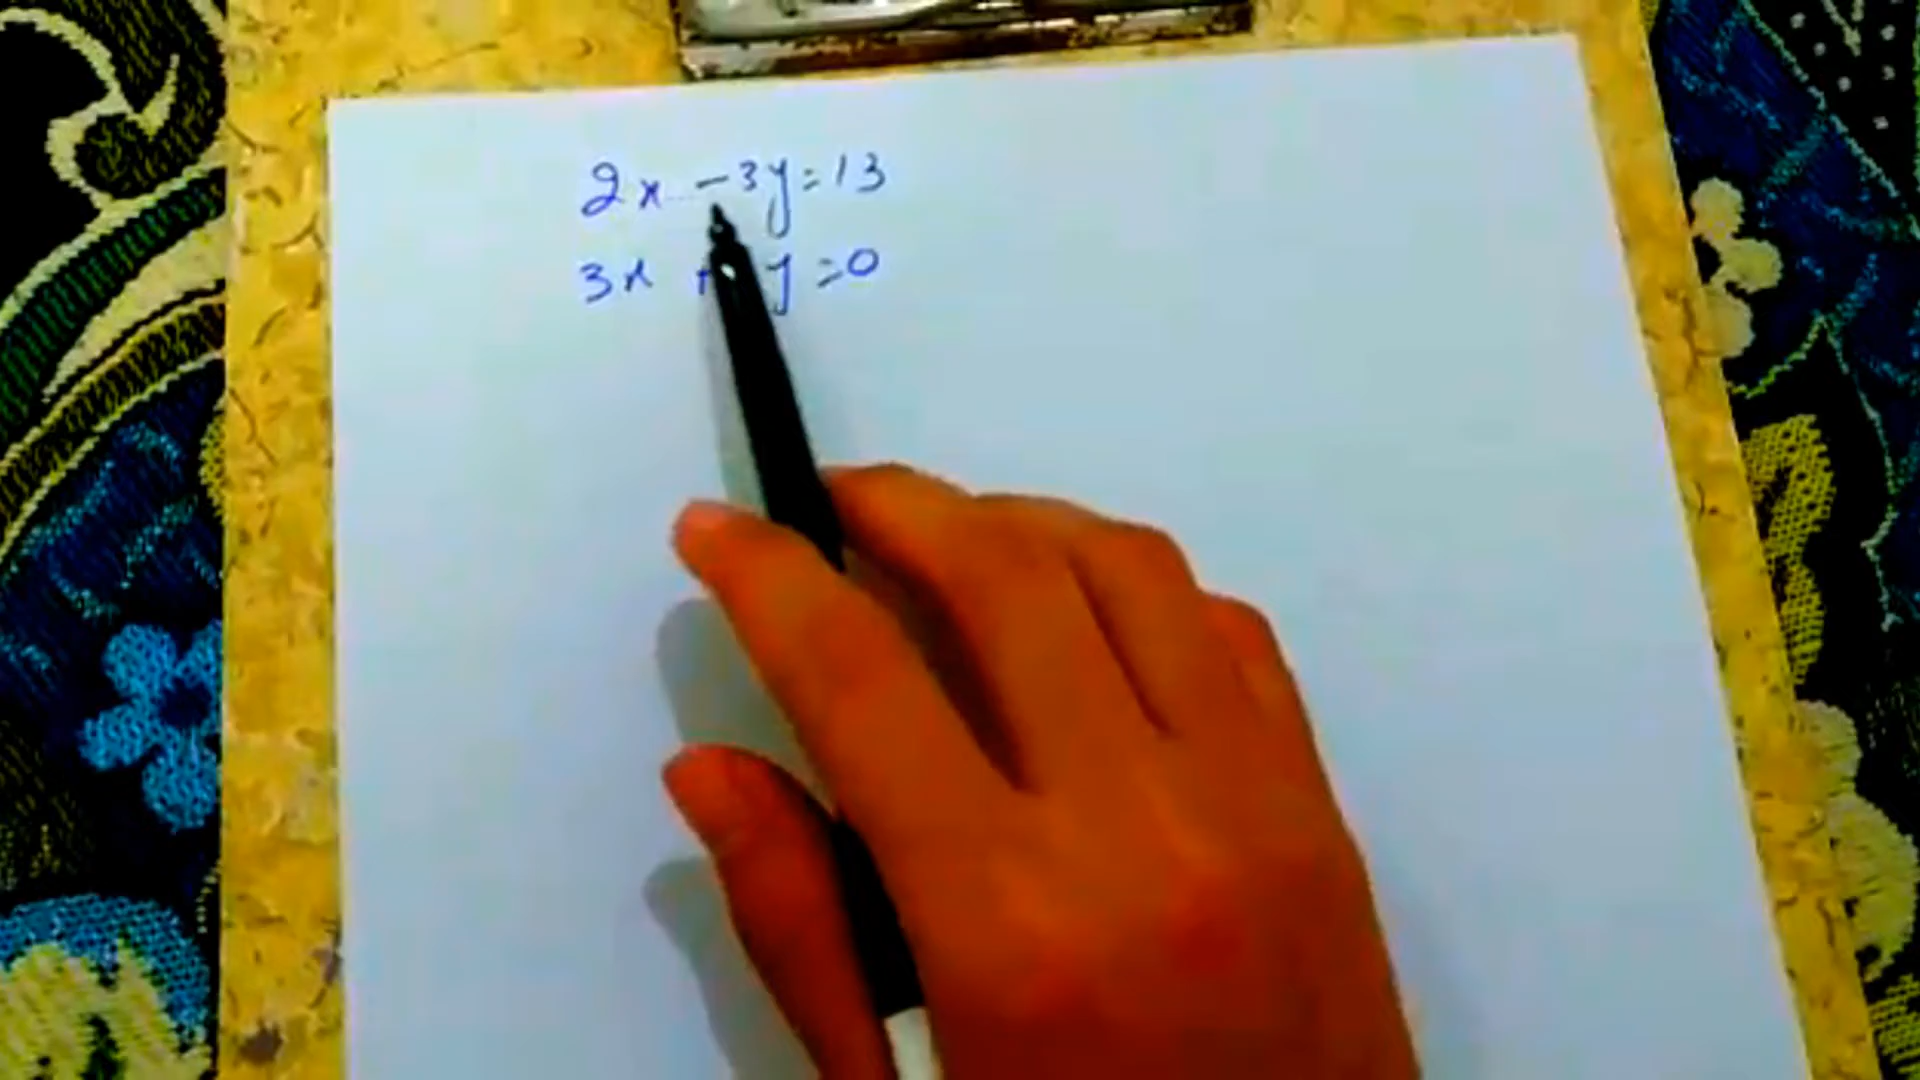 2x - 3y = 13
3x + y = 0